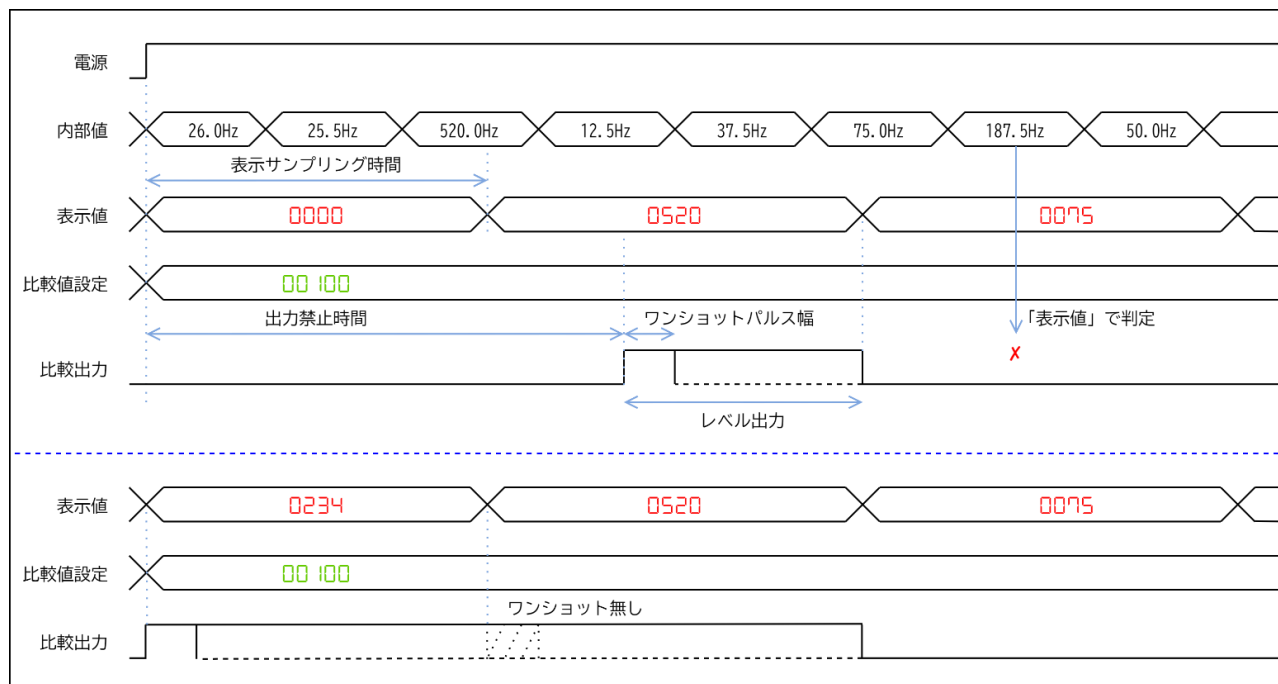 電源
内部値 26.0Hz 25.5Hz 520.0Hz 12.5Hz 37.5Hz 75.0Hz 187.5Hz 50.0Hz
表示サンプリング時間
表示値 0000 0520 0075
比較値設定 00100
出力禁止時間 ワンショットパルス幅 「表示値」で判定
比較出力 ✗
レベル出力
表示値 0234 0520 0075
比較値設定 00100
ワンショット無し
比較出力